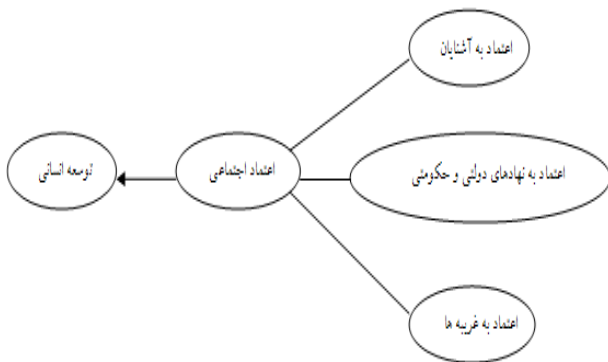 اعتماد به آشنایان
اعتماد به نهادهای دولتی و حکومتی
اعتماد اجتماعی
توسعه انسانی
اعتماد به غریبه ها